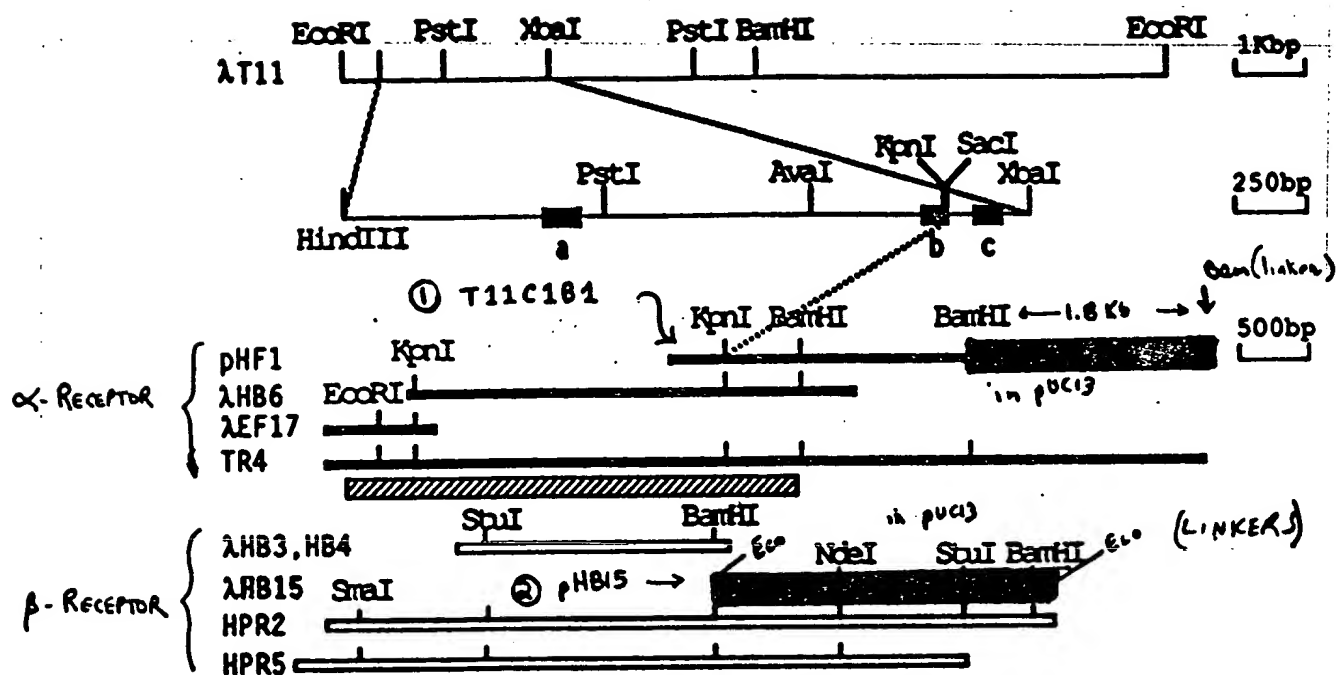 EcoRI PstI XbaI PstI BamHI EcoRI
1Kbp
λT11
KpnI SacI
PstI AvaI XbaI
250bp
HindIII a b c
Bam(linker)
① T11C1B1
KpnI BamHI BamHI ← 1.8 Kb →
500bp
pHF1
KpnI
in pUC13
α-RECEPTOR
λHB6
EcoRI
λEF17
TR4
StuI BamHI in pUC13
λHB3,HB4
Eco NdeI StuI BamHI Eco (LINKERS)
λHB15 SmaI ② pHB15 →
β-RECEPTOR
HPR2
HPR5